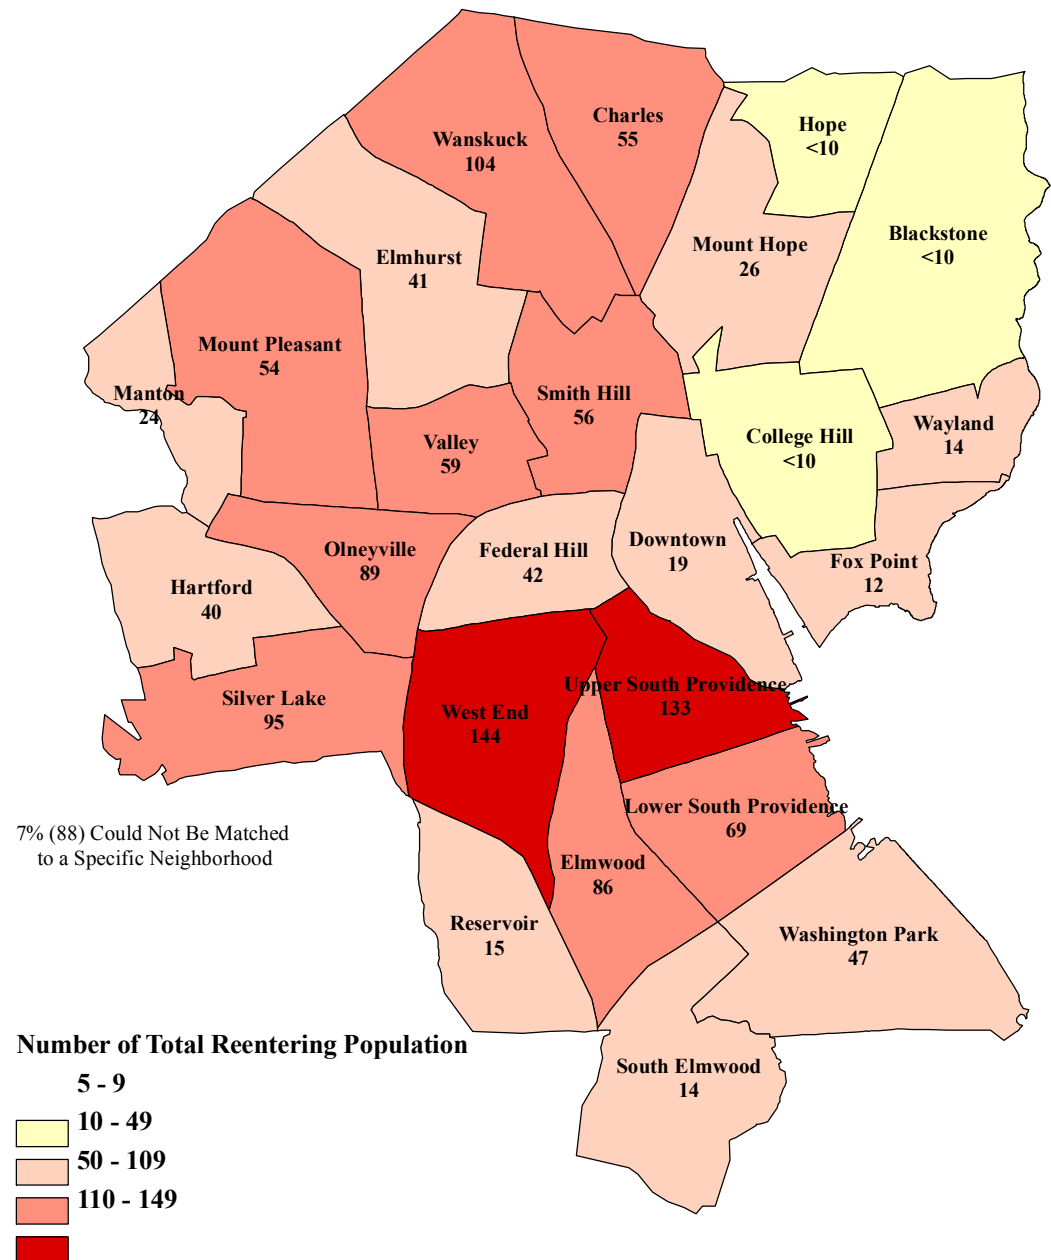 Charles
55
Hope
<10
Wanskuck
104
Blackstone
<10
Mount Hope
26
Elmhurst
41
Mount Pleasant
54
Manton
24
Smith Hill
56
Wayland
14
College Hill
<10
Valley
59
Downtown
19
Federal Hill
42
Olneyville
89
Fox Point
12
Hartford
40
Upper South Providence
133
Silver Lake
95
West End
144
Lower South Providence
69
7% (88) Could Not Be Matched
to a Specific Neighborhood
Elmwood
86
Reservoir
15
Washington Park
47
Number of Total Reentering Population
South Elmwood
14
5 - 9
10 - 49
50 - 109
110 - 149